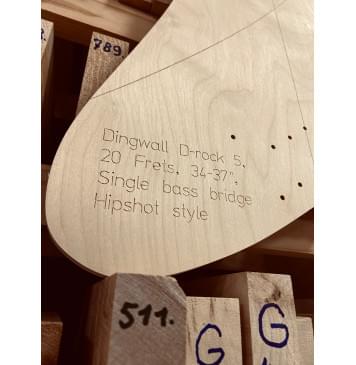 789.
Dingwall D-rock 5,
20 Frets, 34-37",
Single bass bridge
Hipshot style
511.
G
G